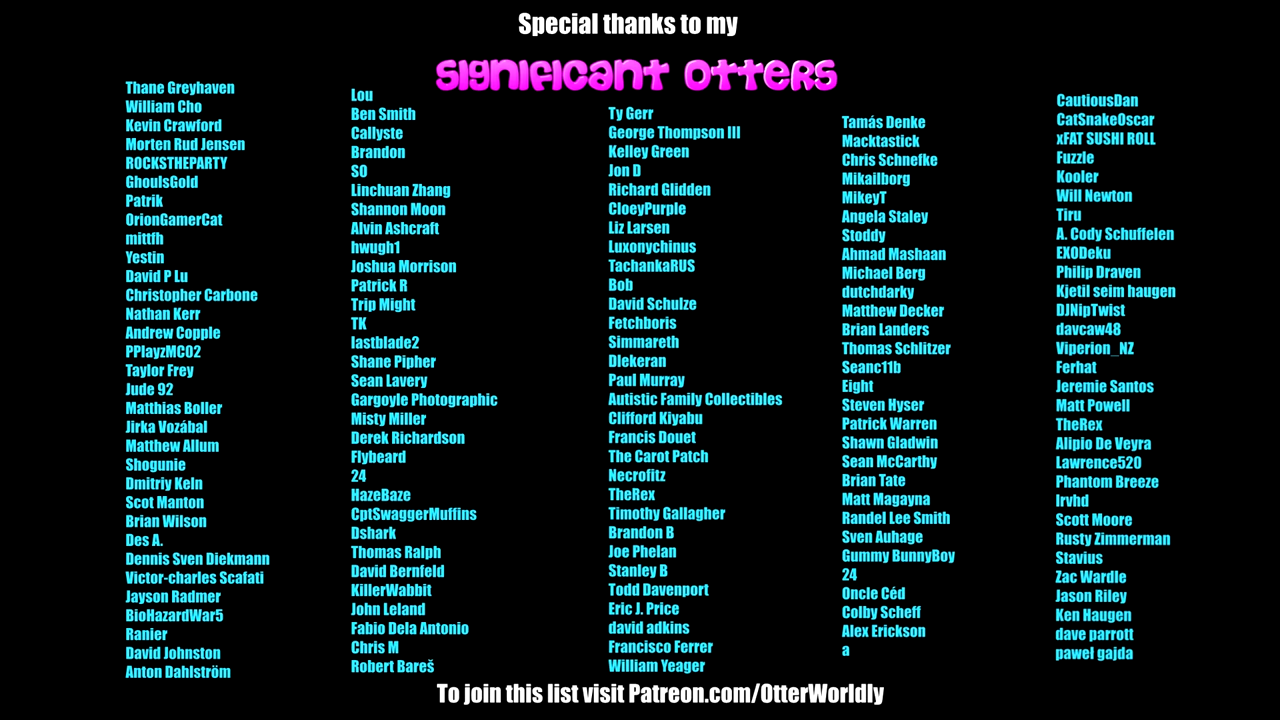 Special thanks to my
Significant Otters
Thane Greyhaven
William Cho
Kevin Crawford
Morten Rud Jensen
ROCKSTHEPARTY
GhoulsGold
Patrik
OrionGamerCat
mittfh
Yestin
David P Lu
Christopher Carbone
Nathan Kerr
Andrew Copple
PPlayzMC02
Taylor Frey
Jude 92
Matthias Boller
Jirka Vozábal
Matthew Allum
Shogunie
Dmitriy Keln
Scot Manton
Brian Wilson
Des A.
Dennis Sven Diekmann
Victor-charles Scafati
Jayson Radmer
BioHazardWar5
Ranier
David Johnston
Anton Dahlström
Lou
Ben Smith
Callyste
Brandon
SO
Linchuan Zhang
Shannon Moon
Alvin Ashcraft
hwugh1
Joshua Morrison
Patrick R
Trip Might
TK
lastblade2
Shane Pipher
Sean Lavery
Gargoyle Photographic
Misty Miller
Derek Richardson
Flybeard
24
HazeBaze
CptSwaggerMuffins
Dshark
Thomas Ralph
David Bernfeld
KillerWabbit
John Leland
Fabio Dela Antonio
Chris M
Robert Bareš
Ty Gerr
George Thompson III
Kelley Green
Jon D
Richard Glidden
CloeyPurple
Liz Larsen
Luxonychinus
TachankaRUS
Bob
David Schulze
Fetchboris
Simmareth
Dlekeran
Paul Murray
Autistic Family Collectibles
Clifford Kiyabu
Francis Douet
The Carot Patch
Necrofitz
TheRex
Timothy Gallagher
Brandon B
Joe Phelan
Stanley B
Todd Davenport
Eric J. Price
david adkins
Francisco Ferrer
William Yeager
Tamás Denke
Macktastick
Chris Schnefke
Mikailborg
MikeyT
Angela Staley
Stoddy
Ahmad Mashaan
Michael Berg
dutchdarky
Matthew Decker
Brian Landers
Thomas Schlitzer
Seanc11b
Eight
Steven Hyser
Patrick Warren
Shawn Gladwin
Sean McCarthy
Brian Tate
Matt Magayna
Randel Lee Smith
Sven Auhage
Gummy BunnyBoy
24
Oncle Céd
Colby Scheff
Alex Erickson
a
CautiousDan
CatSnakeOscar
xFAT SUSHI ROLL
Fuzzle
Kooler
Will Newton
Tiru
A. Cody Schuffelen
EXODeku
Philip Draven
Kjetil seim haugen
DJNipTwist
davcaw48
Viperion_NZ
Ferhat
Jeremie Santos
Matt Powell
TheRex
Alipio De Veyra
Lawrence520
Phantom Breeze
lrvhd
Scott Moore
Rusty Zimmerman
Stavius
Zac Wardle
Jason Riley
Ken Haugen
dave parrott
pawel gajda
To join this list visit Patreon.com/OtterWorldly